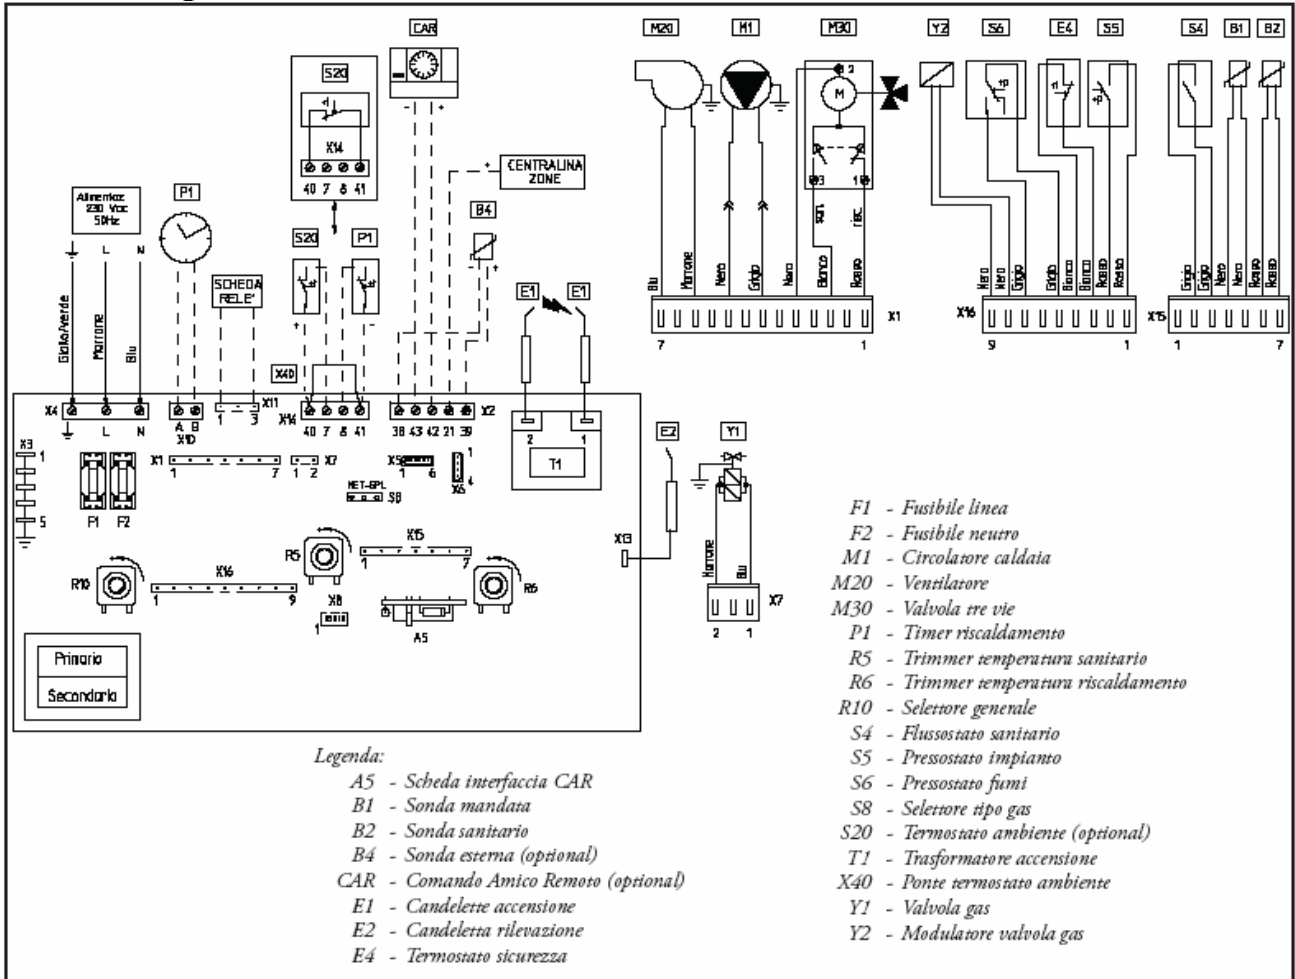 CAR
M20 M1 M30 Y2 S6 E4 S5 S4 B1 B2
S20
2
M
X14
40 7 8 41
CENTRALINA
ZONE
Alimentaz
230 Vac
50Hz
P1
B4
3 1
L N
S20 P1
san. risc.
SCHEDA
RELE'
E1 E1
Giallo/verde Marrone Blu
Blu Marrone Nero Grigio Nero Bianco Rosso
Nero Nero Grigio Grigio Bianco Bianco Rosso Rosso
Grigio Grigio Nero Nero Rosso Rosso
X1 X16 X15
7 1 9 1 1 7
X40
X4 X11 X14 X2
L N A B 1 3 40 7 8 41 38 43 42 21 39
X10
2 1
T1
E2 Y1
X3 1
X1 1 7 1 2 X7 X5 1 6 1 X6 4
MET-GPL
S8
F1 F2
5
R5 X15 1 7
X13
R10 X16 1 9
R6
X8
1
A5
Marrone Blu
X7
2 1
Primario
Secondario
F1 - Fusibile linea
F2 - Fusibile neutro
M1 - Circolatore caldaia
M20 - Ventilatore
M30 - Valvola tre vie
P1 - Timer riscaldamento
R5 - Trimmer temperatura sanitario
R6 - Trimmer temperatura riscaldamento
R10 - Selettore generale
S4 - Flussostato sanitario
S5 - Pressostato impianto
S6 - Pressostato fumi
S8 - Selettore tipo gas
S20 - Termostato ambiente (optional)
T1 - Trasformatore accensione
X40 - Ponte termostato ambiente
Y1 - Valvola gas
Y2 - Modulatore valvola gas
Legenda:
A5 - Scheda interfaccia CAR
B1 - Sonda mandata
B2 - Sonda sanitario
B4 - Sonda esterna (optional)
CAR - Comando Amico Remoto (optional)
E1 - Candelette accensione
E2 - Candeletta rilevazione
E4 - Termostato sicurezza